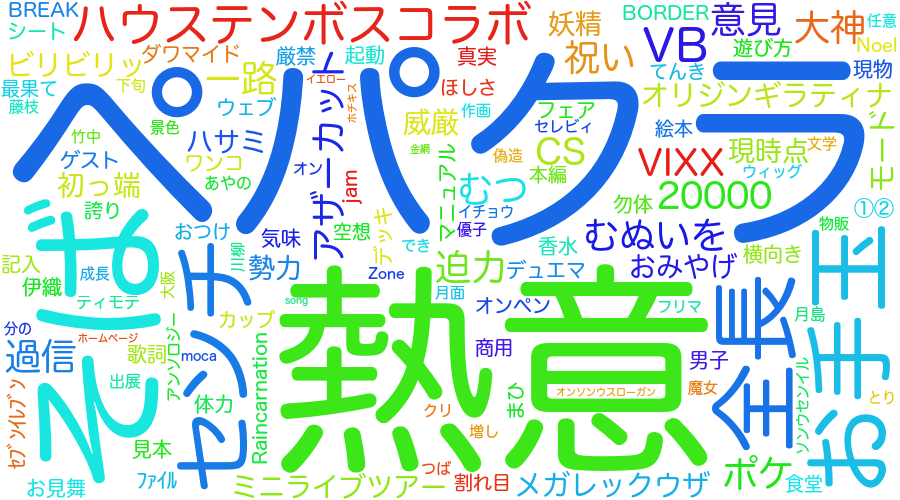 BREAK
ハウステンボスコラボ
妖精
BORDER
意見
大神
任意
シート
VB
Noel
ビリビリッ
ダワマイド
厳禁
起動
真実
祝い
遊び方
てんき
現物
下旬
一路
イエロー
最果て
ほしさ
オリジンギラティナ
藤枝
ウェブ
ホチキス
作画
フェア
ペパクラ
竹中
景色
ハサミ
アザーカット
威厳
セレビィ
絵本
文学
モード
ゲスト
ワンコ
オン
金網
マニュアル
偽造
CS
VIXX
現時点
初っ端
あやの
jam
むつ
本編
ウィッグ
誇り
おつけ
気味
空想
デッキ
イチョウ
勿体
20000
①②
川柳
でき
優子
香水
むぬいを
物販
横向き
記入
そば
成長
大阪
センチ
勢力
Zone
迫力
デュエマ
おみやげ
お手玉
伊織
ティモテ
song
月面
オンペン
フリマ
全長
月島
分の
ホームページ
アンソロジー
カップ
熱意
過信
歌詞
moca
商用
男子
ソンウセンイル
セブンイレブン
出展
体力
Raincarnation
まひ
オンソンウスローガン
魔女
とり
見本
クリ
増し
お見舞
ファイル
ミニライブツアー
つば
割れ目
メガレックウザ
ポケ
食堂